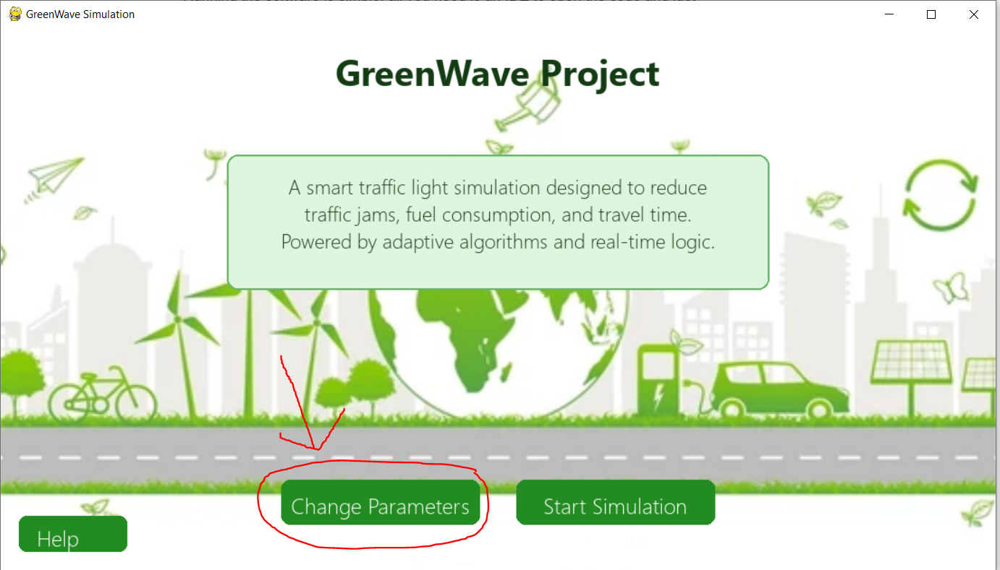 GreenWave Simulation
GreenWave Project
A smart traffic light simulation designed to reduce
traffic jams, fuel consumption, and travel time.
Powered by adaptive algorithms and real-time logic.
Change Parameters
Start Simulation
Help